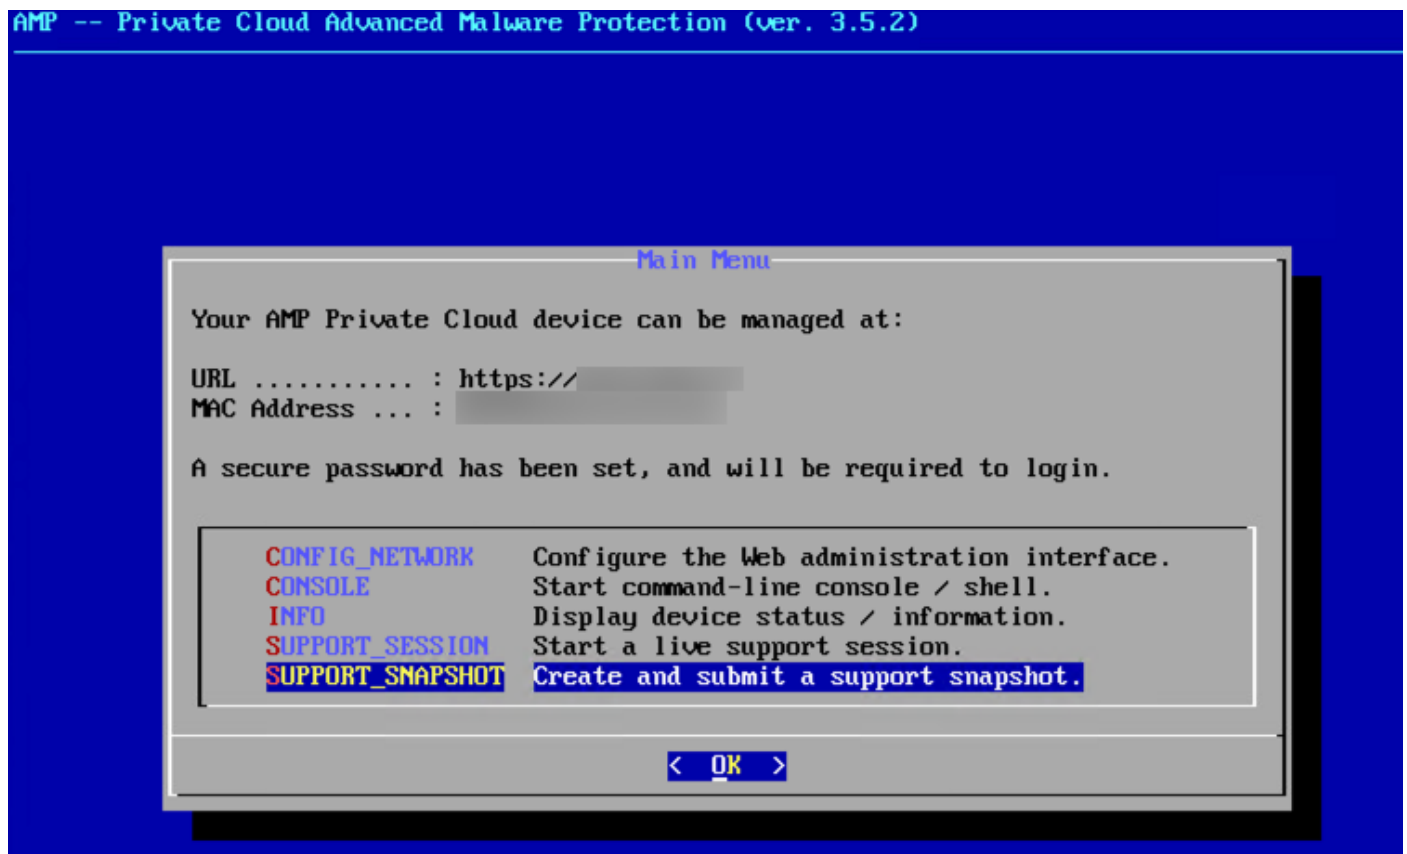 AMP -- Private Cloud Advanced Malware Protection (ver. 3.5.2)
Main Menu
Your AMP Private Cloud device can be managed at:
URL ........... : https://
MAC Address ... :
A secure password has been set, and will be required to login.
CONFIG_NETWORK Configure the Web administration interface.
CONSOLE Start command-line console / shell.
INFO Display device status / information.
SUPPORT_SESSION Start a live support session.
SUPPORT_SNAPSHOT Create and submit a support snapshot.
< OK >